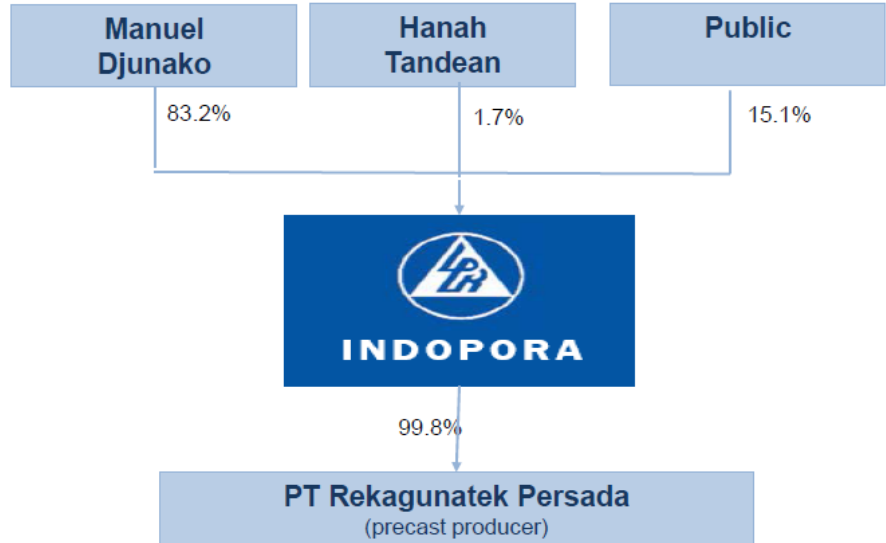 Manuel
Djunako
Hanah
Tandean
Public
83.2%
1.7%
15.1%
LPR
INDOPORA
99.8%
PT Rekagunatek Persada
(precast producer)